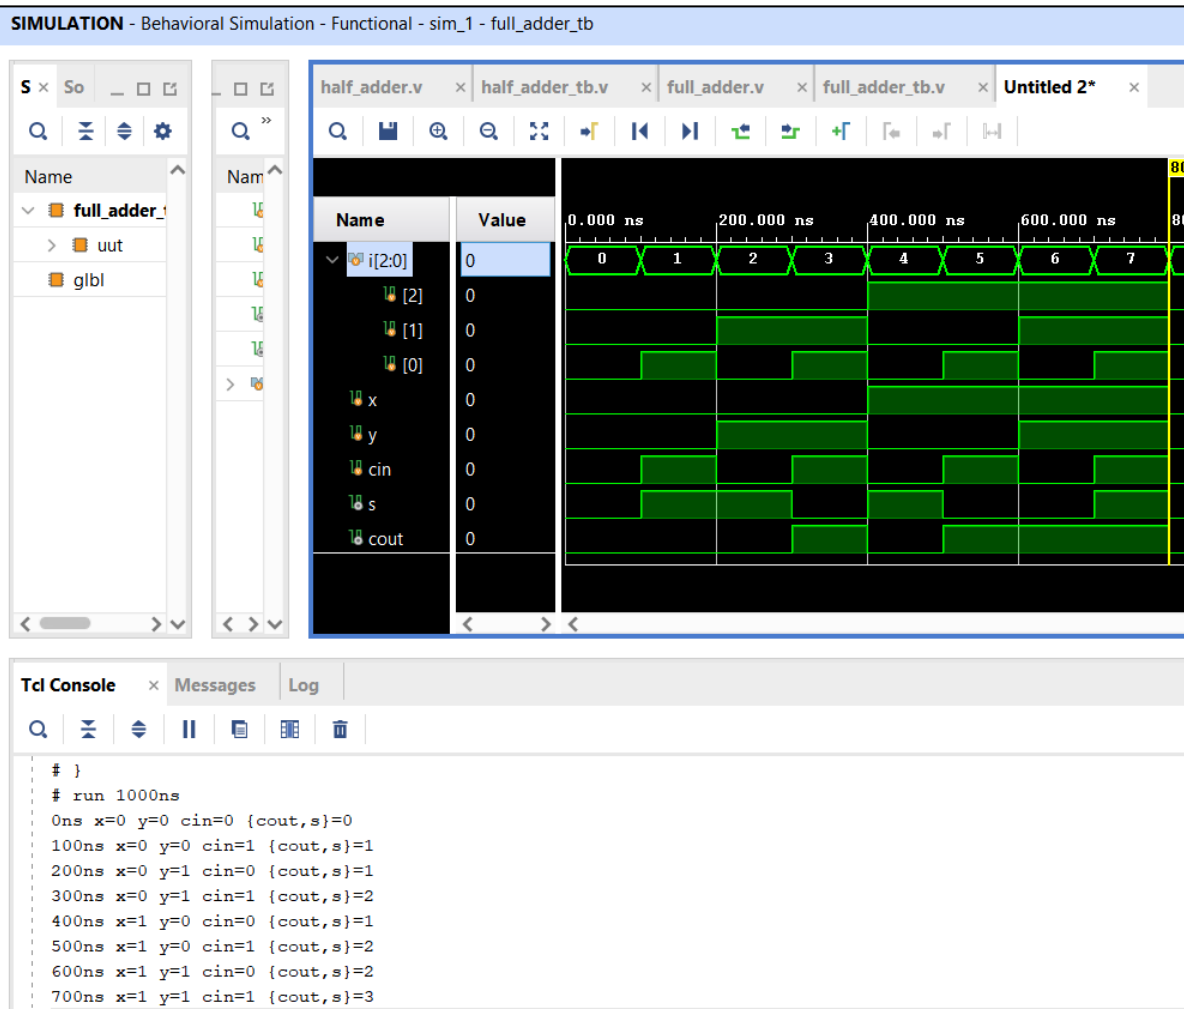 SIMULATION - Behavioral Simulation - Functional - sim_1 - full_adder_tb
S So
half_adder.v half_adder_tb.v full_adder.v full_adder_tb.v Untitled 2*
Name
full_adder_t
uut
glbl
Nam
Name Value
0.000 ns 200.000 ns 400.000 ns 600.000 ns 80
80
i[2:0] 0 0 1 2 3 4 5 6 7
[2] 0
[1] 0
[0] 0
x 0
y 0
cin 0
s 0
cout 0
Tcl Console Messages Log
# }
# run 1000ns
0ns x=0 y=0 cin=0 {cout,s}=0
100ns x=0 y=0 cin=1 {cout,s}=1
200ns x=0 y=1 cin=0 {cout,s}=1
300ns x=0 y=1 cin=1 {cout,s}=2
400ns x=1 y=0 cin=0 {cout,s}=1
500ns x=1 y=0 cin=1 {cout,s}=2
600ns x=1 y=1 cin=0 {cout,s}=2
700ns x=1 y=1 cin=1 {cout,s}=3